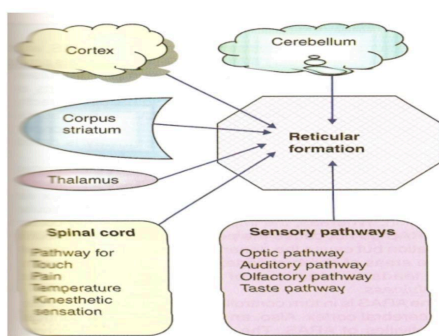 Cortex
Cerebellum
Corpus
striatum
Reticular
formation
Thalamus
Spinal cord
Pathway for
Touch
Pain
Temperature
Kinesthetic
sensation
Sensory pathways
Optic pathway
Auditory pathway
Olfactory pathway
Taste pathway